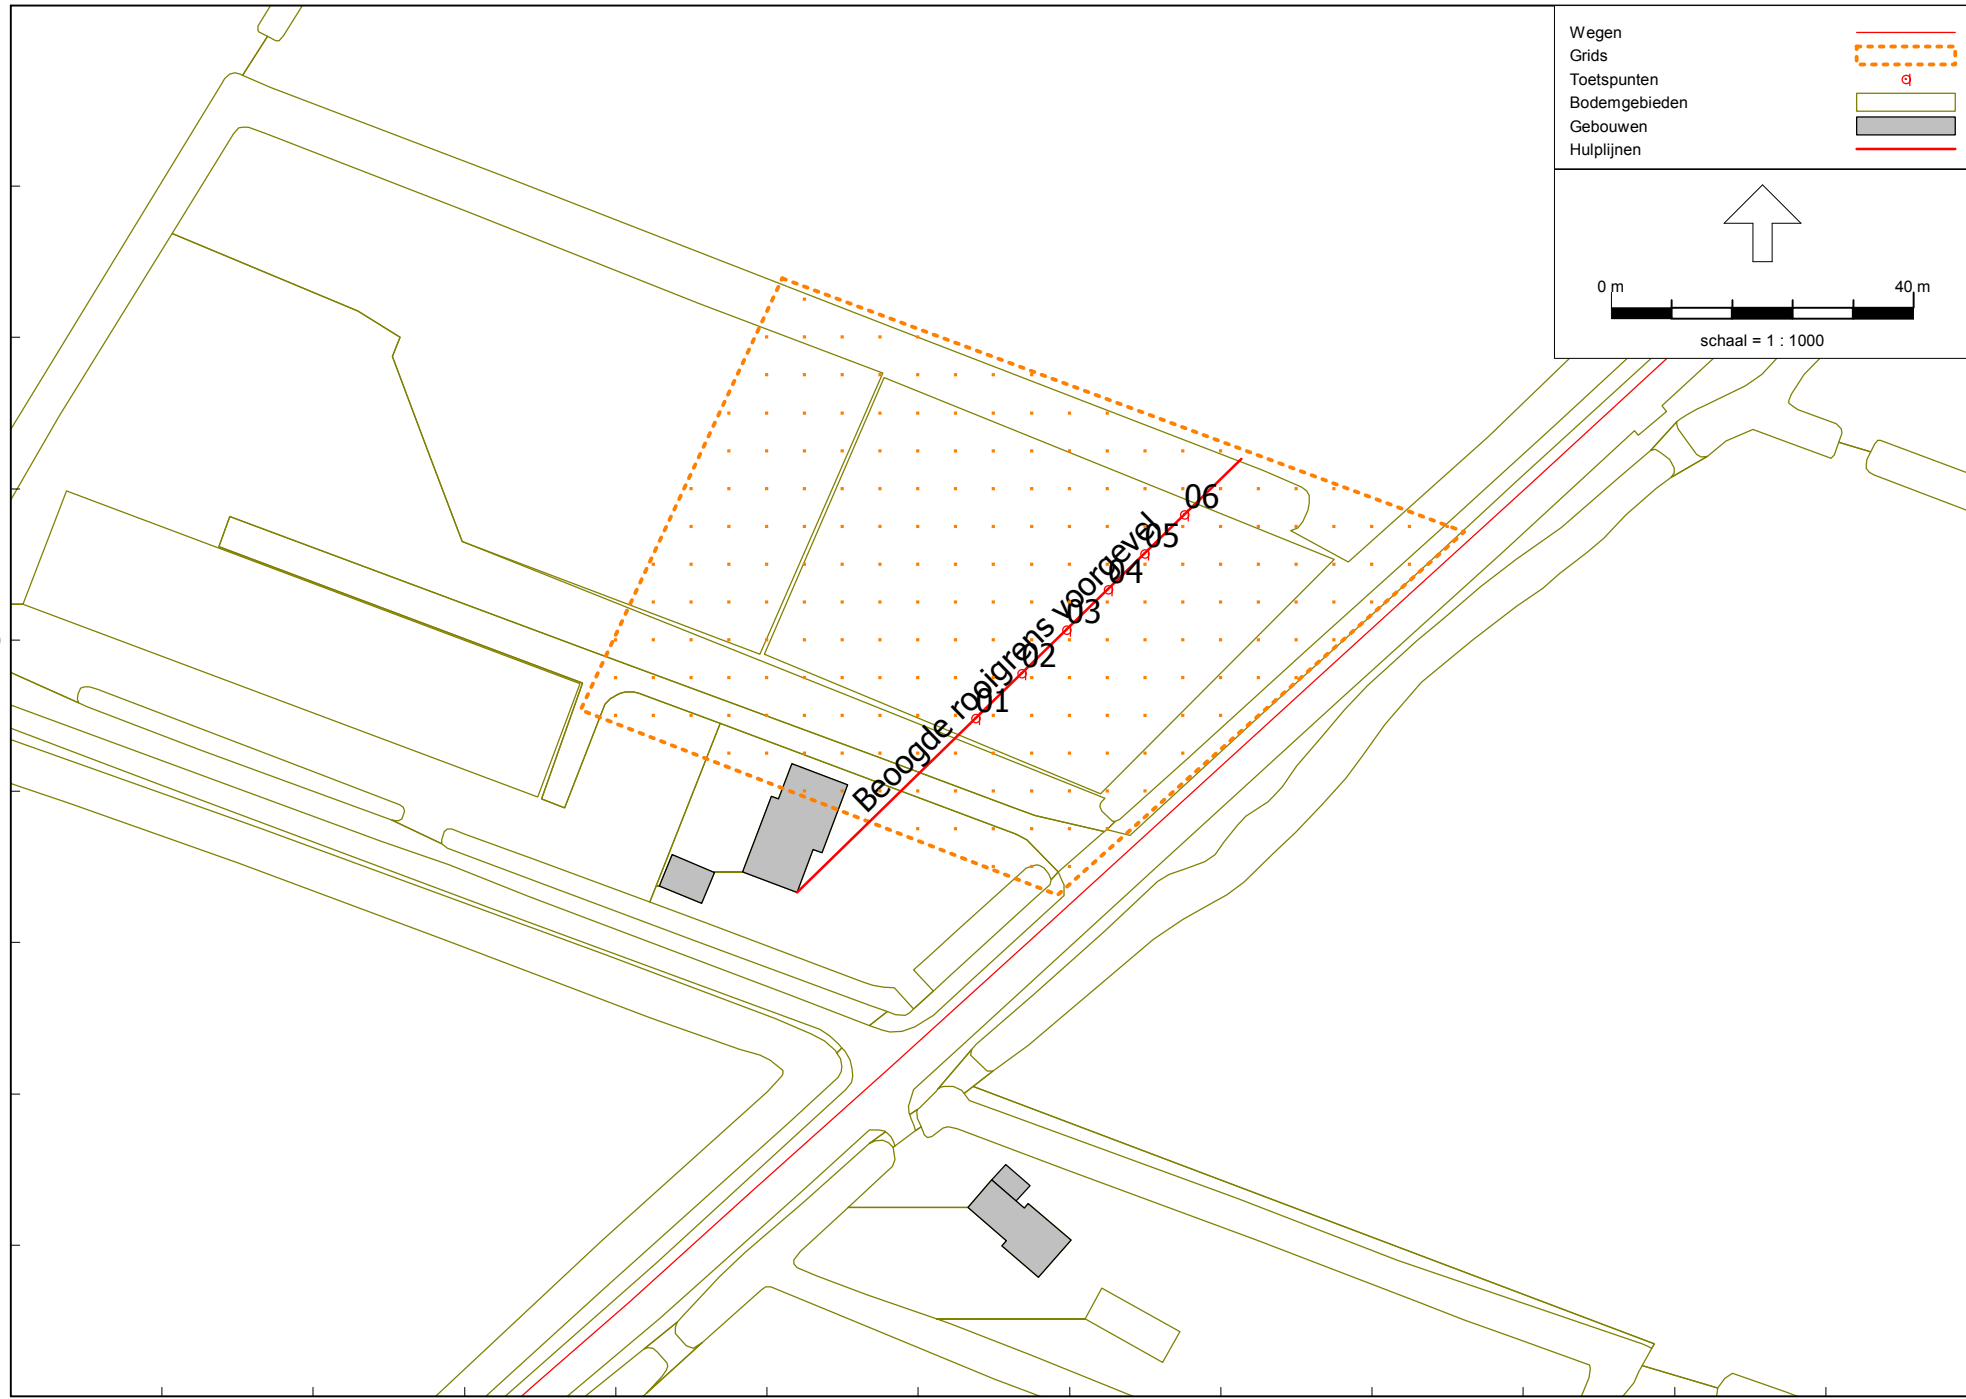 Wegen
Grids
Toetspunten
Bodemgebieden
Gebouwen
Hulplijnen
0 m 40 m
schaal = 1 : 1000
06
05
04
03
02
01
Beoogde rooigrens voorgevel